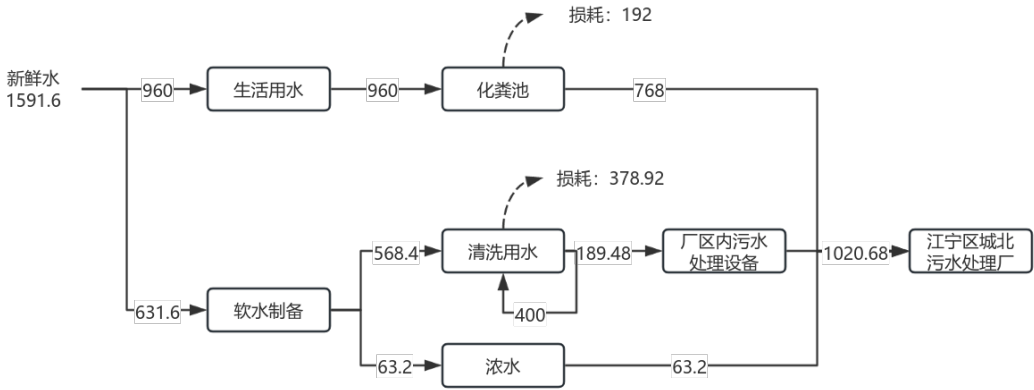 损耗：192
新鲜水
1591.6
960
生活用水
960
化粪池
768
损耗：378.92
568.4
清洗用水
189.48
厂区内污水
处理设备
1020.68
江宁区城北
污水处理厂
631.6
软水制备
400
63.2
浓水
63.2